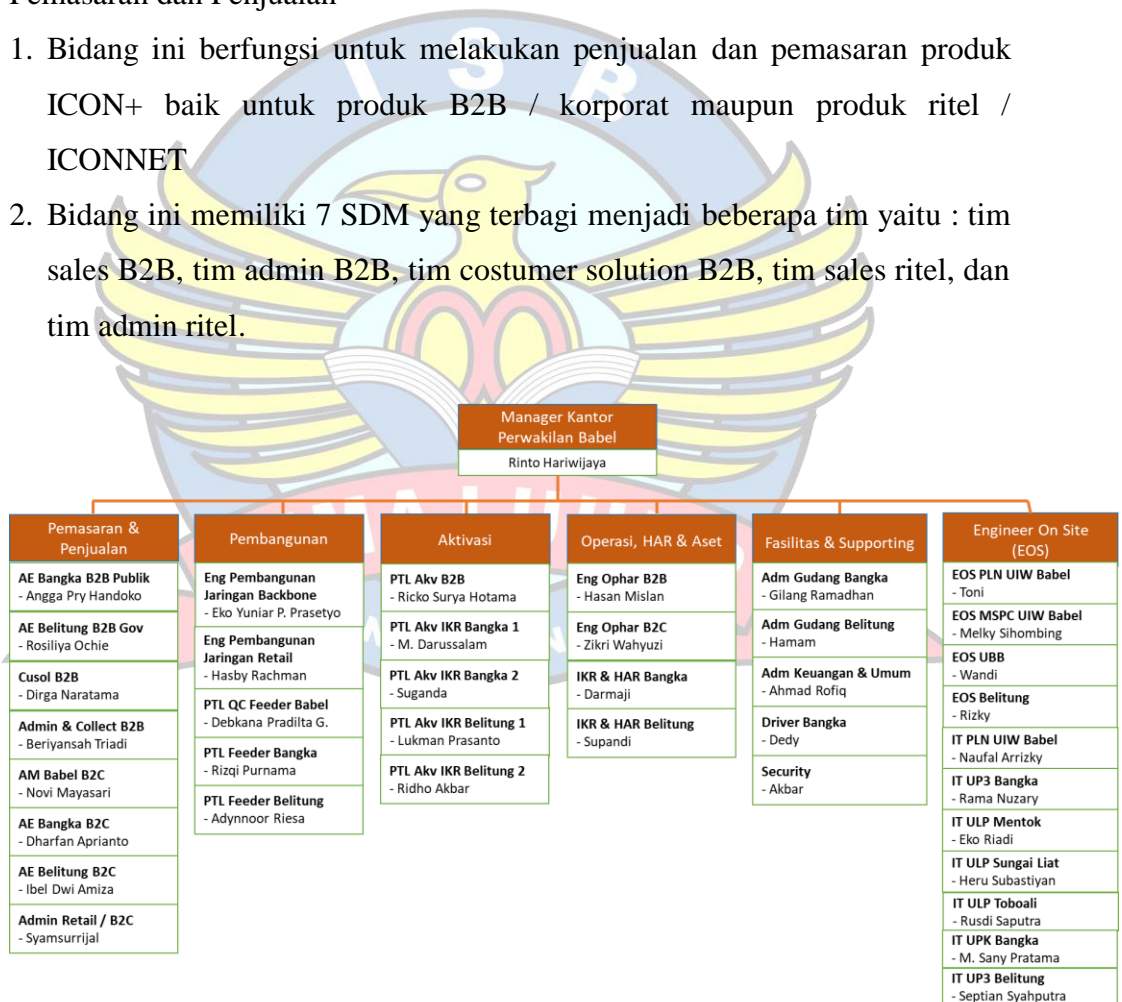 Pemasaran dan Penjualan
1. Bidang ini berfungsi untuk melakukan penjualan dan pemasaran produk
ICON+ baik untuk produk B2B / korporat maupun produk ritel /
ICONNET
2. Bidang ini memiliki 7 SDM yang terbagi menjadi beberapa tim yaitu : tim
sales B2B, tim admin B2B, tim costumer solution B2B, tim sales ritel, dan
tim admin ritel.
I S B
Manager Kantor
Perwakilan Babel
Rinto Hariwijaya
Pemasaran &
Penjualan
AE Bangka B2B Publik
- Angga Pry Handoko
AE Belitung B2B Gov
- Rosiliya Ochie
Cusol B2B
- Dirga Naratama
Admin & Collect B2B
- Beriyansah Triadi
AM Babel B2C
- Novi Mayasari
AE Bangka B2C
- Dharfan Aprianto
AE Belitung B2C
- Ibel Dwi Amiza
Admin Retail / B2C
- Syamsurrijal
Pembangunan
Eng Pembangunan
Jaringan Backbone
- Eko Yuniar P. Prasetyo
Eng Pembangunan
Jaringan Retail
- Hasby Rachman
PTL QC Feeder Babel
- Debkana Pradilta G.
PTL Feeder Bangka
- Rizqi Purnama
PTL Feeder Belitung
- Adynnoor Riesa
Aktivasi
PTL Akv B2B
- Ricko Surya Hotama
PTL Akv IKR Bangka 1
- M. Darussalam
PTL Akv IKR Bangka 2
- Suganda
PTL Akv IKR Belitung 1
- Lukman Prasanto
PTL Akv IKR Belitung 2
- Ridho Akbar
Operasi, HAR & Aset
Eng Ophar B2B
- Hasan Mislan
Eng Ophar B2C
- Zikri Wahyuzi
IKR & HAR Bangka
- Darmaji
IKR & HAR Belitung
- Supandi
Fasilitas & Supporting
Adm Gudang Bangka
- Gilang Ramadhan
Adm Gudang Belitung
- Hamam
Adm Keuangan & Umum
- Ahmad Rofiq
Driver Bangka
- Dedy
Security
- Akbar
Engineer On Site
(EOS)
EOS PLN UIW Babel
- Toni
EOS MSPC UIW Babel
- Melky Sihombing
EOS UBB
- Wandi
EOS Belitung
- Rizky
IT PLN UIW Babel
- Naufal Arrizky
IT UP3 Bangka
- Rama Nuzary
IT ULP Mentok
- Eko Riadi
IT ULP Sungai Liat
- Heru Subastiyan
IT ULP Toboali
- Rusdi Saputra
IT UPK Bangka
- M. Sany Pratama
IT UP3 Belitung
- Septian Syahputra